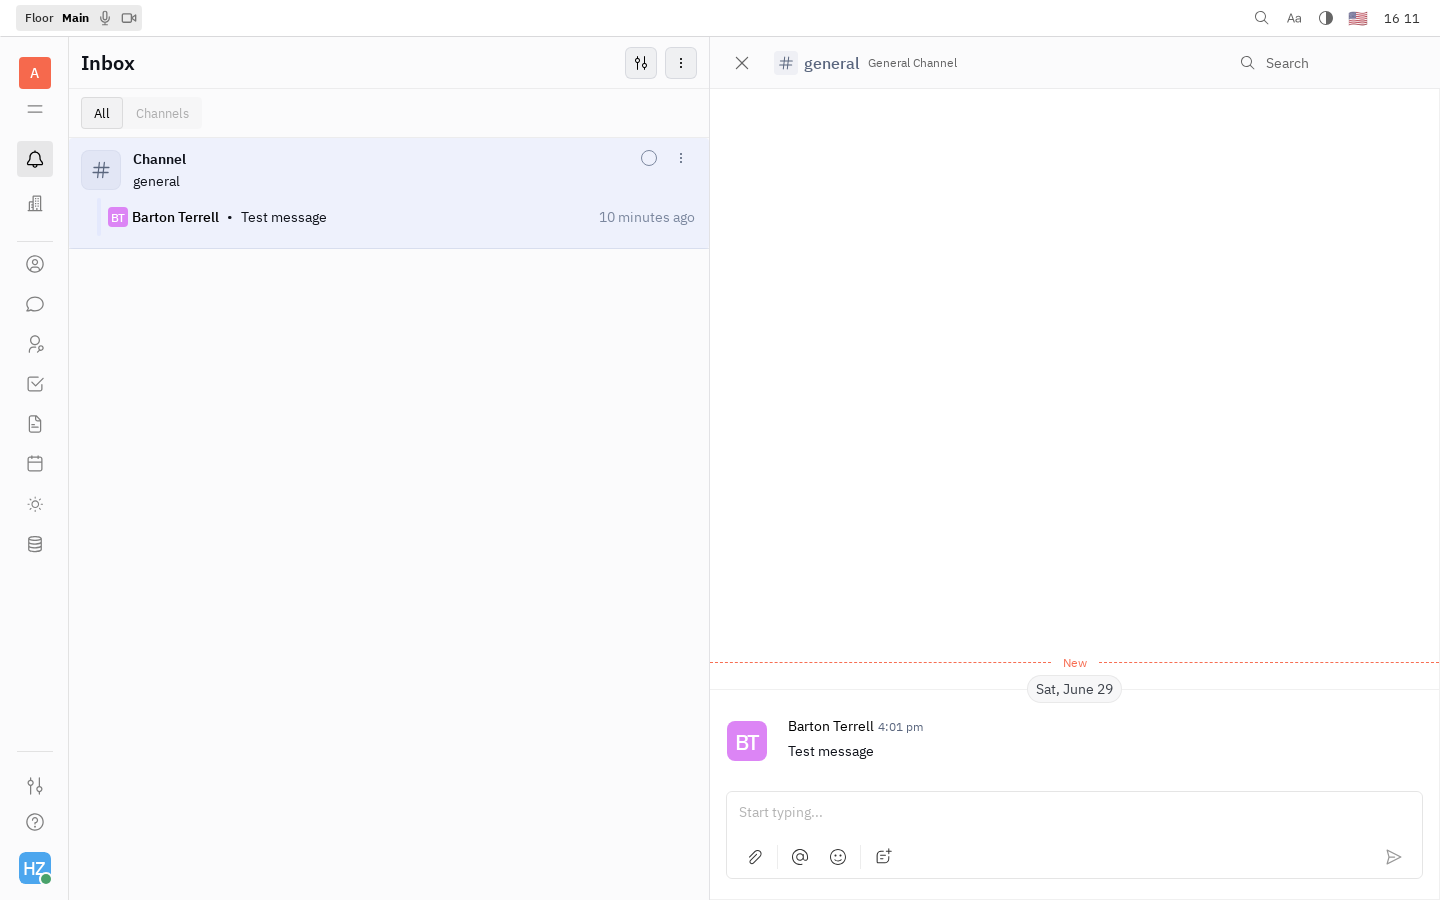 Floor Main
Aa
16 11
A
Inbox
general General Channel
Search
All
Channels
Channel
general
BT Barton Terrell • Test message
10 minutes ago
New
Sat, June 29
BT
Barton Terrell 4:01 pm
Test message
Start typing...
HZ